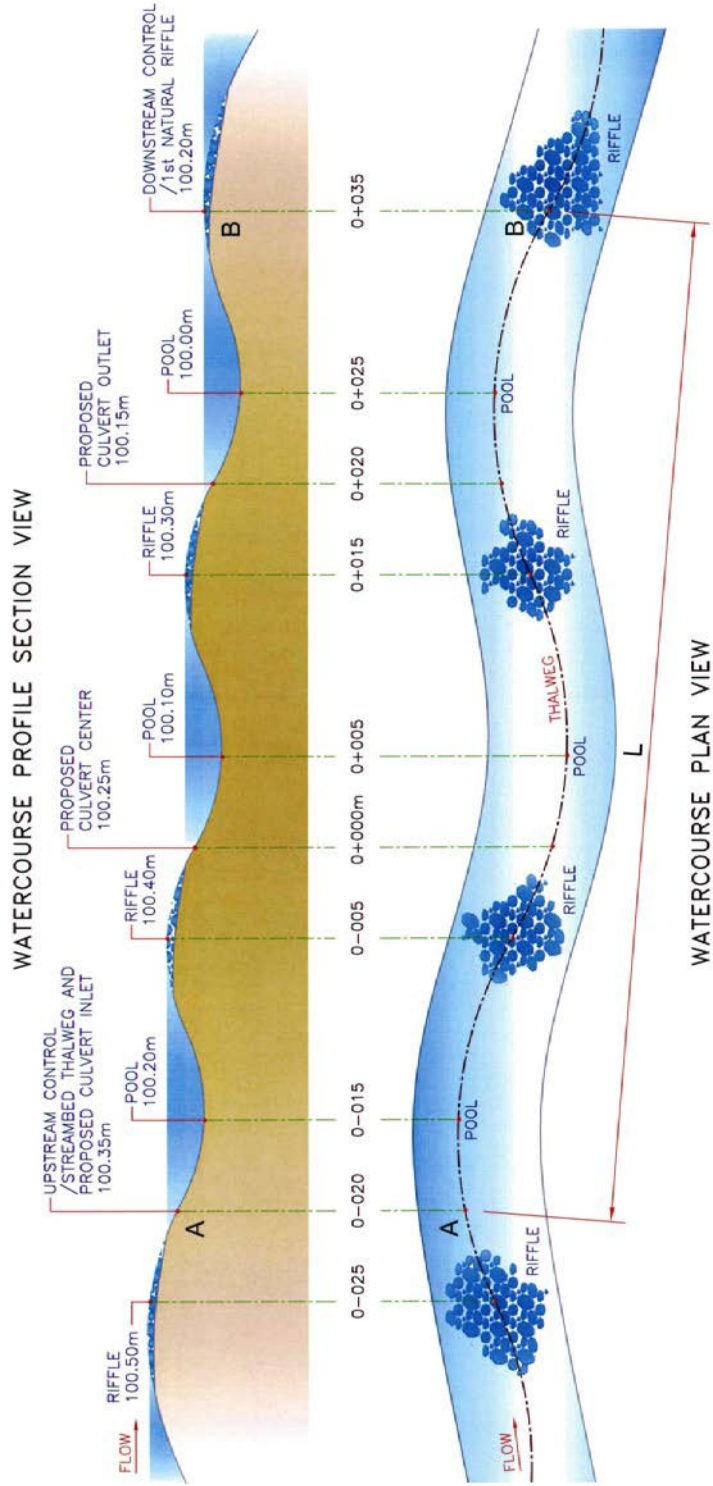 WATERCOURSE PROFILE SECTION VIEW
FLOW
RIFFLE
100.50m
UPSTREAM CONTROL
/STREAMBED THALWEG AND
PROPOSED CULVERT INLET
100.35m
POOL
100.20m
RIFFLE
100.40m
PROPOSED
CULVERT CENTER
100.25m
POOL
100.10m
RIFFLE
100.30m
PROPOSED
CULVERT OUTLET
100.15m
POOL
100.00m
DOWNSTREAM CONTROL
/1st NATURAL RIFFLE
100.20m
A
B
0-025
0-020
0-015
0-005
0+000m
0+005
0+015
0+020
0+025
0+035
FLOW
RIFFLE
A
POOL
RIFFLE
POOL
THALWEG
RIFFLE
POOL
B
RIFFLE
L
WATERCOURSE PLAN VIEW